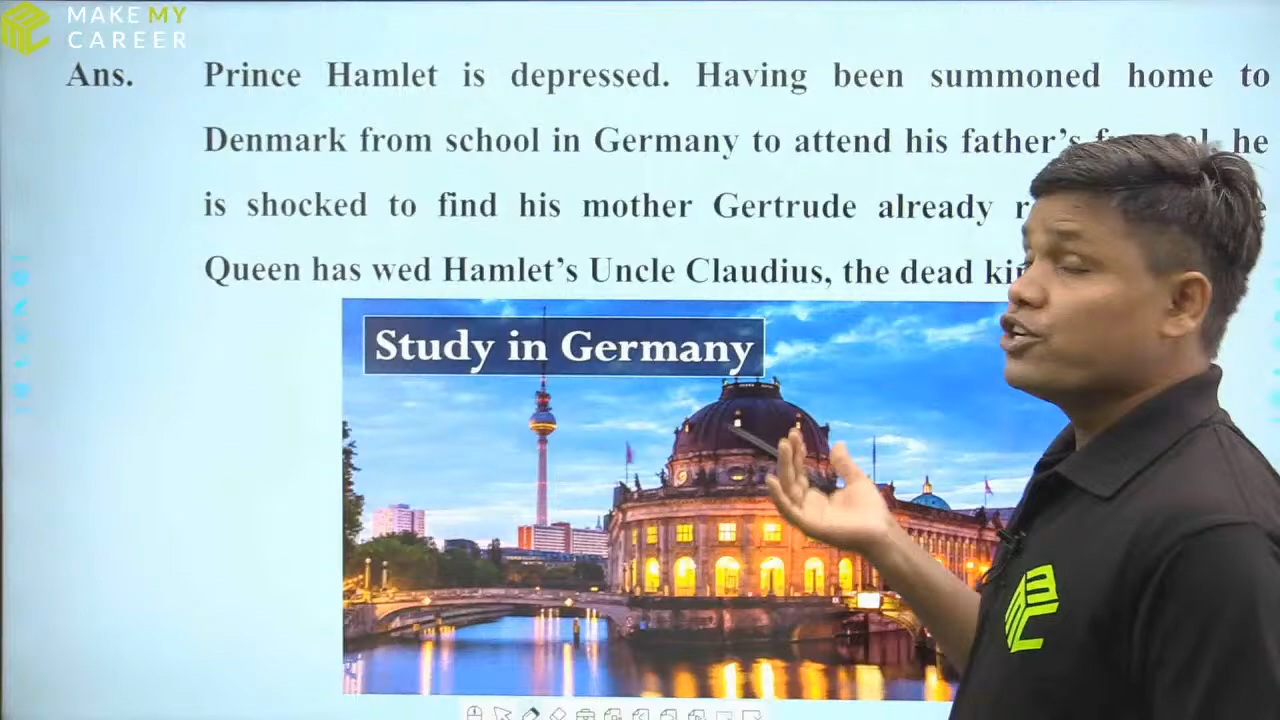 MAKE MY
CAREER
Ans. Prince Hamlet is depressed. Having been summoned home to
Denmark from school in Germany to attend his father's he
is shocked to find his mother Gertrude already
Queen has wed Hamlet's Uncle Claudius, the dead
Study in Germany